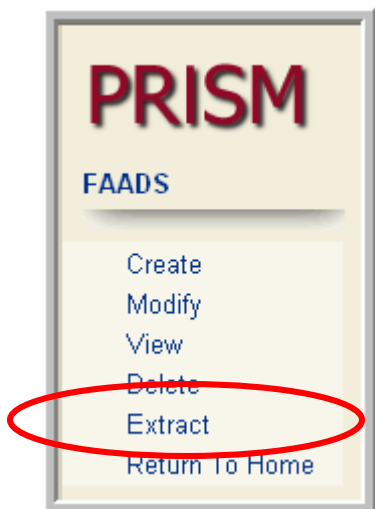 PRISM
FAADS
Create
Modify
View
Delete
Extract
Return To Home